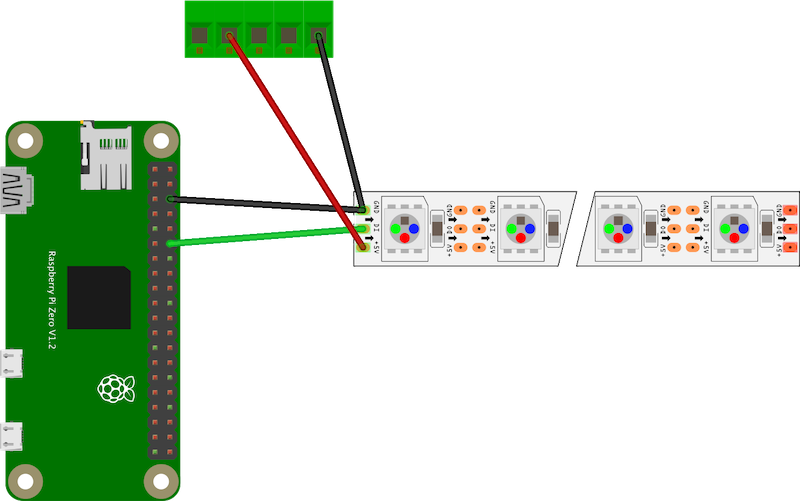 Raspberry Pi Zero V1.2
GND
DI
+5V
GND
DO
+5V
GND
DI
+5V
GND
DO
+5V
GND
DI
+5V
GND
DO
+5V